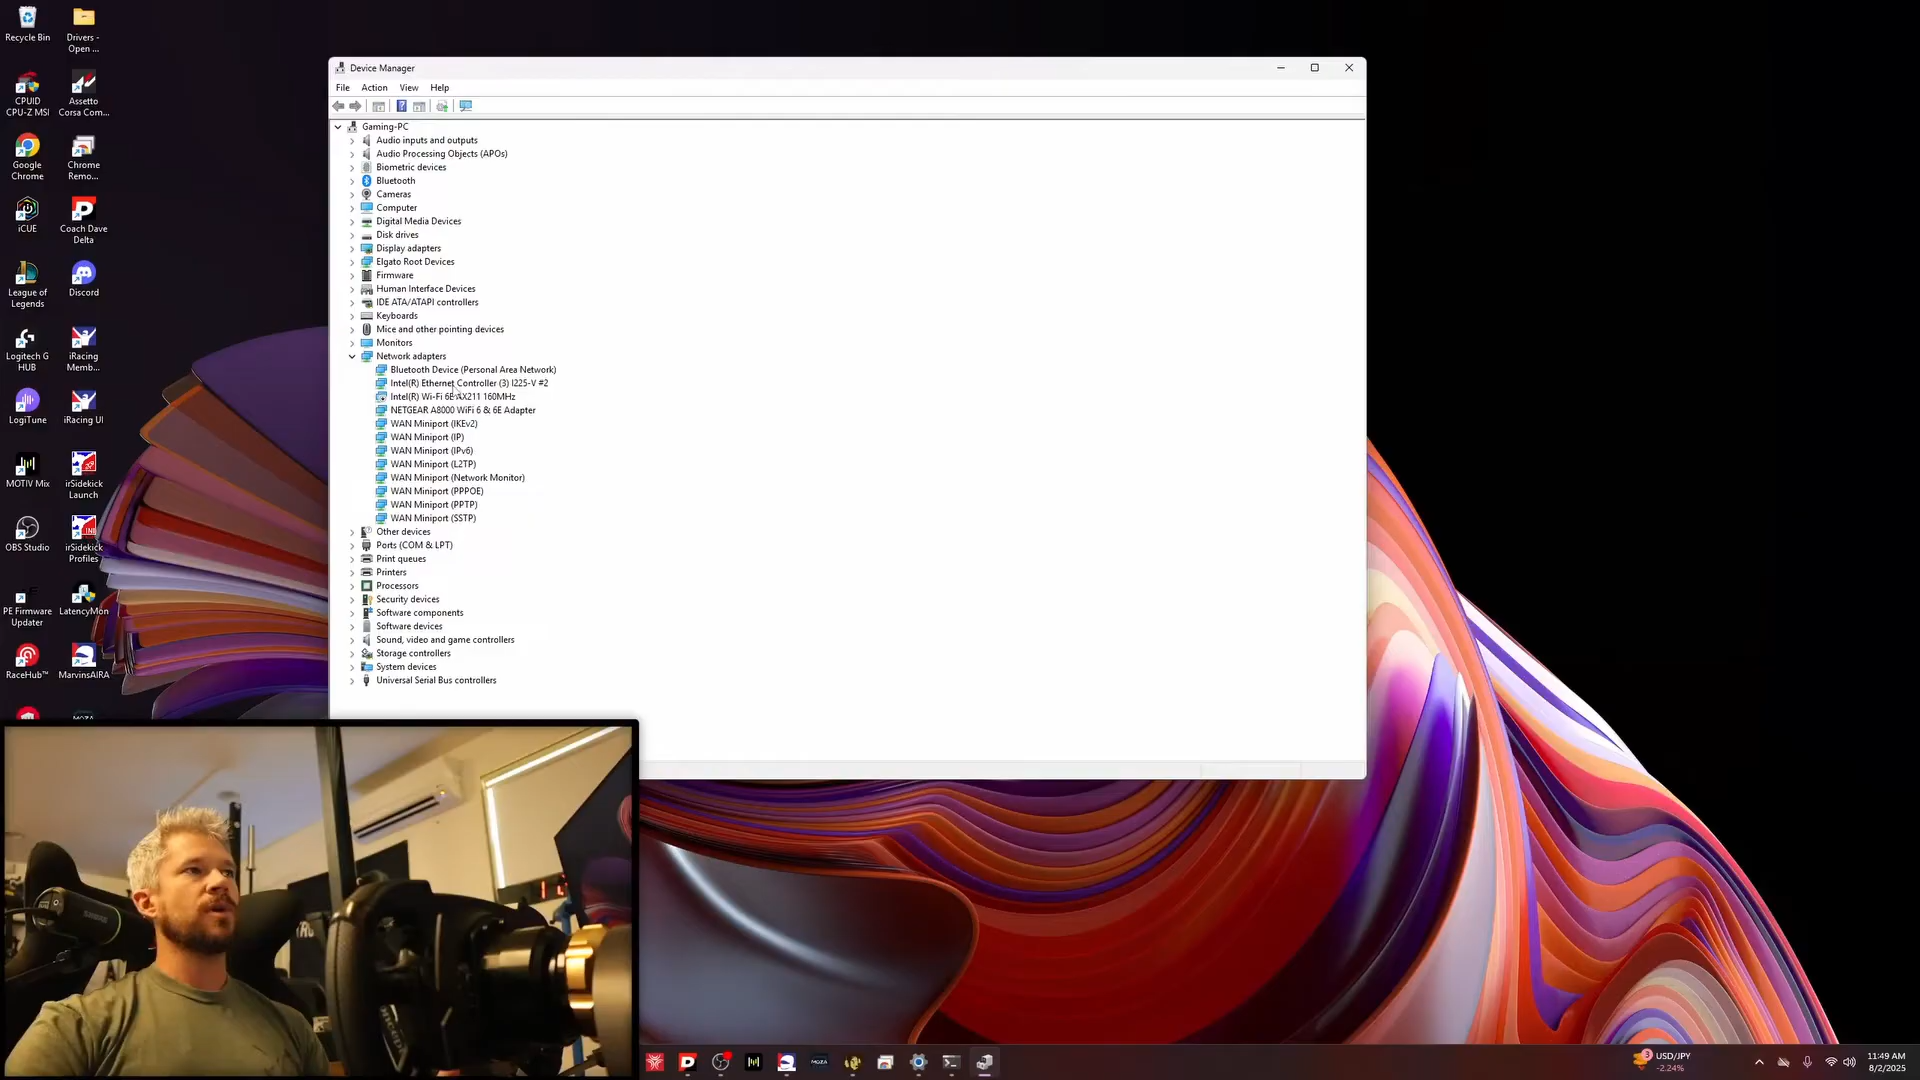 Recycle Bin
Drivers -
Open ...
CPUID
CPU-Z MSI
Assetto
Corsa Com...
Google
Chrome
Chrome
Remo...
iCUE
Coach Dave
Delta
League of
Legends
Discord
Logitech G
HUB
iRacing
Memb...
LogiTune
iRacing UI
MOTIV Mix
irSidekick
Launch
OBS Studio
irSidekick
Profiles
PE Firmware
Updater
LatencyMon
RaceHub™
MarvinsAIRA
Device Manager
File Action View Help
Gaming-PC
Audio inputs and outputs
Audio Processing Objects (APOs)
Biometric devices
Bluetooth
Cameras
Computer
Digital Media Devices
Disk drives
Display adapters
Elgato Root Devices
Firmware
Human Interface Devices
IDE ATA/ATAPI controllers
Keyboards
Mice and other pointing devices
Monitors
Network adapters
Bluetooth Device (Personal Area Network)
Intel(R) Ethernet Controller (3) I225-V #2
Intel(R) Wi-Fi 6E AX211 160MHz
NETGEAR A8000 WiFi 6 & 6E Adapter
WAN Miniport (IKEv2)
WAN Miniport (IP)
WAN Miniport (IPv6)
WAN Miniport (L2TP)
WAN Miniport (Network Monitor)
WAN Miniport (PPPOE)
WAN Miniport (PPTP)
WAN Miniport (SSTP)
Other devices
Ports (COM & LPT)
Print queues
Printers
Processors
Security devices
Software components
Software devices
Sound, video and game controllers
Storage controllers
System devices
Universal Serial Bus controllers
MOZA
3
USD/JPY
-2.24%
11:49 AM
8/2/2025